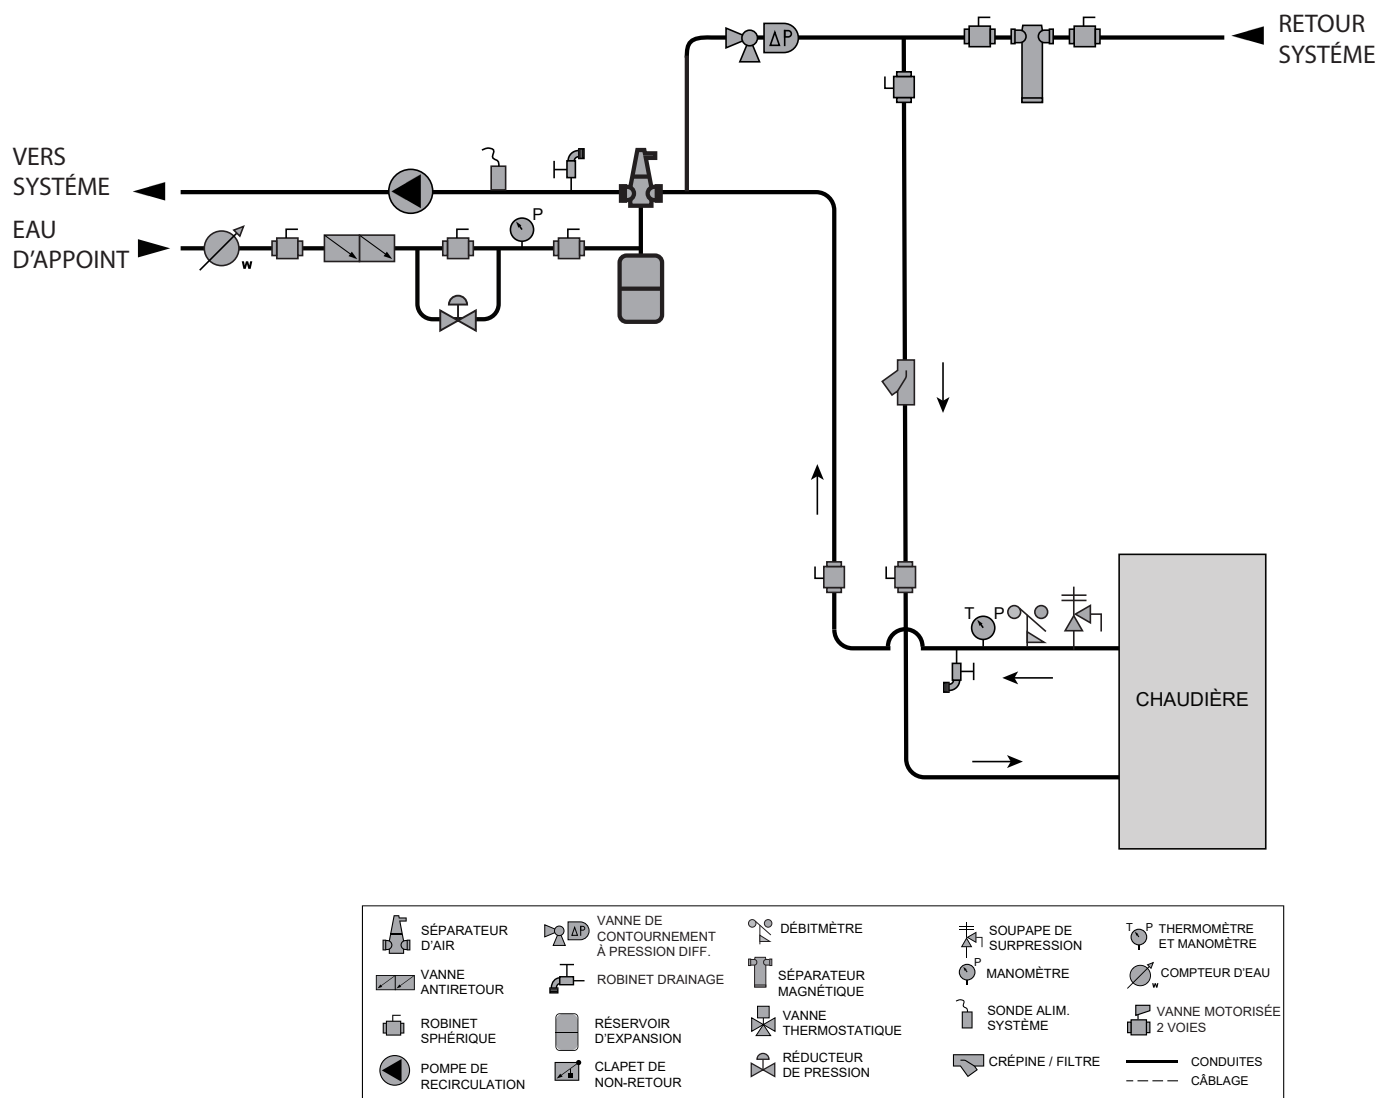 RETOUR
SYSTÉME
ΔP
VERS
SYSTÉME
EAU
D'APPOINT
P
w
T P
CHAUDIÈRE
SÉPARATEUR
D'AIR
VANNE
ANTIRETOUR
ROBINET
SPHÉRIQUE
POMPE DE
RECIRCULATION
ΔP
VANNE DE
CONTOURNEMENT
À PRESSION DIFF.
ROBINET DRAINAGE
RÉSERVOIR
D'EXPANSION
CLAPET DE
NON-RETOUR
DÉBITMÈTRE
SÉPARATEUR
MAGNÉTIQUE
VANNE
THERMOSTATIQUE
RÉDUCTEUR
DE PRESSION
SOUPAPE DE
SURPRESSION
P
MANOMÈTRE
SONDE ALIM.
SYSTÈME
CRÉPINE / FILTRE
T P
THERMOMÈTRE
ET MANOMÈTRE
w
COMPTEUR D'EAU
VANNE MOTORISÉE
2 VOIES
CONDUITES
CÂBLAGE